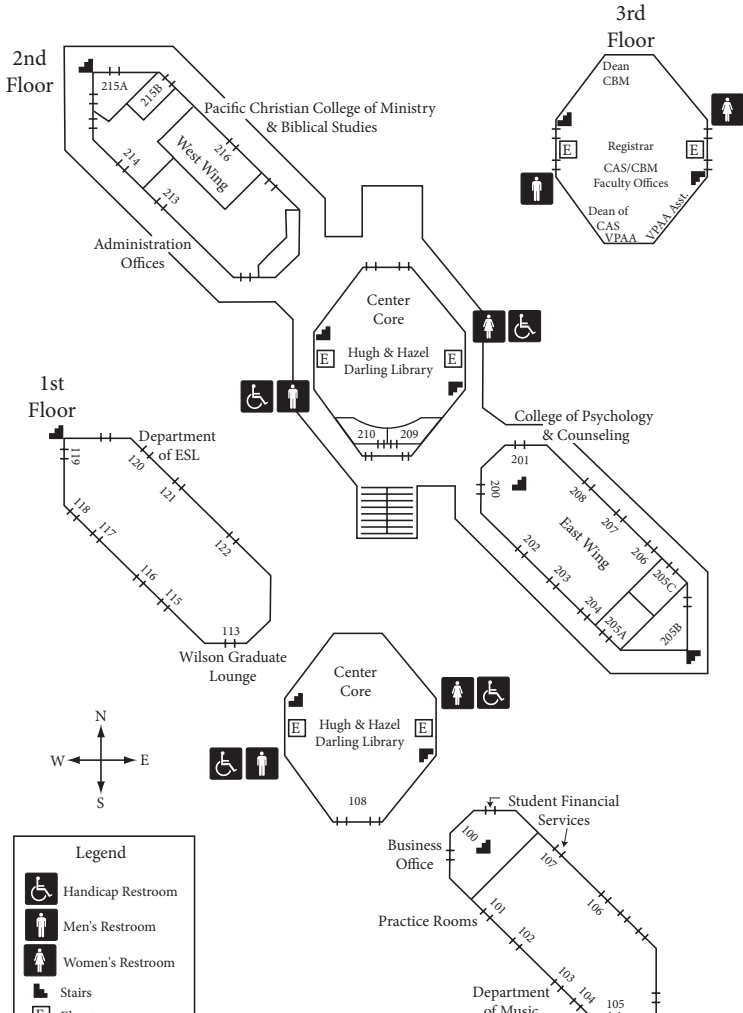 3rd
Floor
Dean
CBM
E
Registrar
E
CAS/CBM
Faculty Offices
Dean of
CAS
VPAA
VPAA Asst.
2nd
Floor
215A
215B
Pacific Christian College of Ministry
& Biblical Studies
216
West Wing
214
213
Administration
Offices
Center
Core
E
Hugh & Hazel
Darling Library
E
210
209
College of Psychology
& Counseling
201
200
208
207
206
East Wing
202
203
204
205A
205C
205B
1st
Floor
Department
of ESL
119
120
121
122
118
117
116
115
113
Wilson Graduate
Lounge
Center
Core
E
Hugh & Hazel
Darling Library
E
108
N
W
E
S
Student Financial
Services
Business
Office
100
107
106
Practice Rooms
101
102
103
104
105
Department
of Music
Legend
Handicap Restroom
Men's Restroom
Women's Restroom
Stairs
E